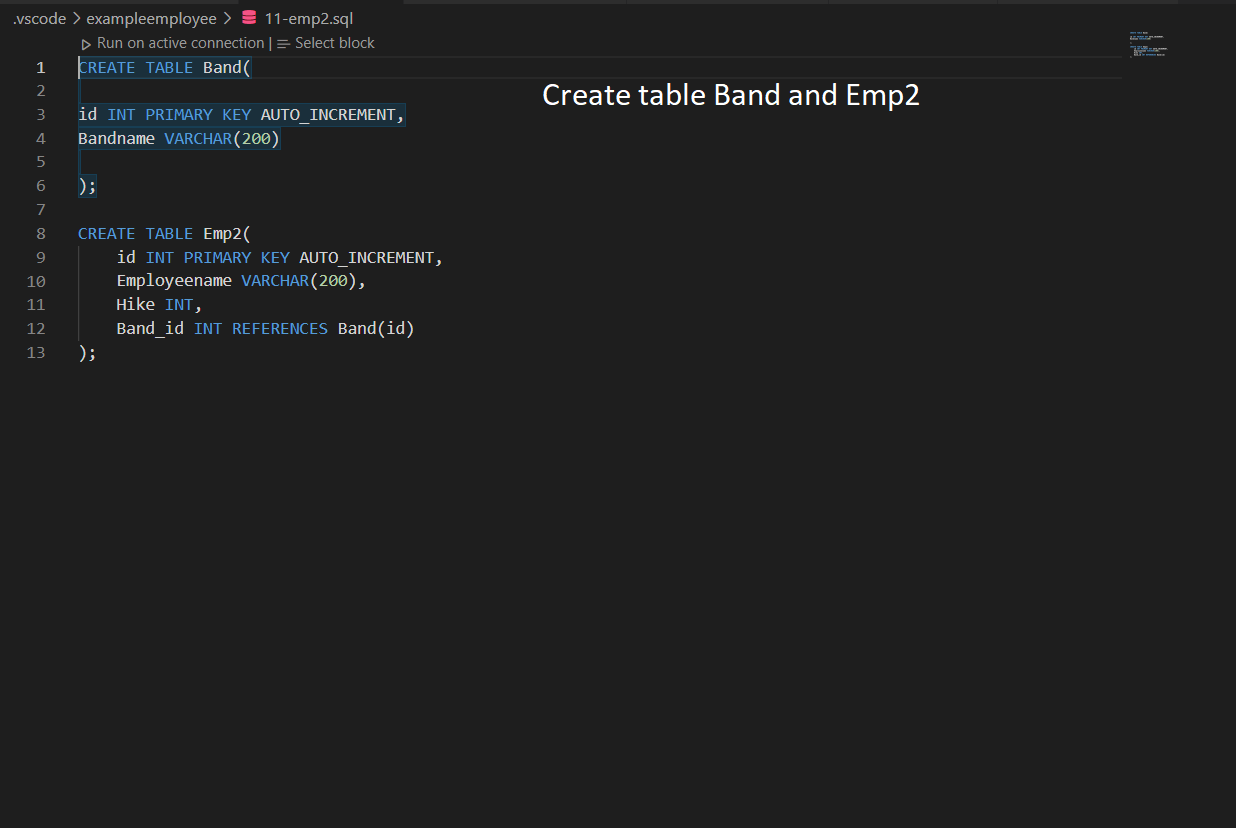 .vscode > exampleemployee > 11-emp2.sql
Run on active connection | Select block
1 CREATE TABLE Band(
Create table Band and Emp2
2
3 id INT PRIMARY KEY AUTO_INCREMENT,
4 Bandname VARCHAR(200)
5
6 );
7
8 CREATE TABLE Emp2(
9 id INT PRIMARY KEY AUTO_INCREMENT,
10 Employeename VARCHAR(200),
11 Hike INT,
12 Band_id INT REFERENCES Band(id)
13 );